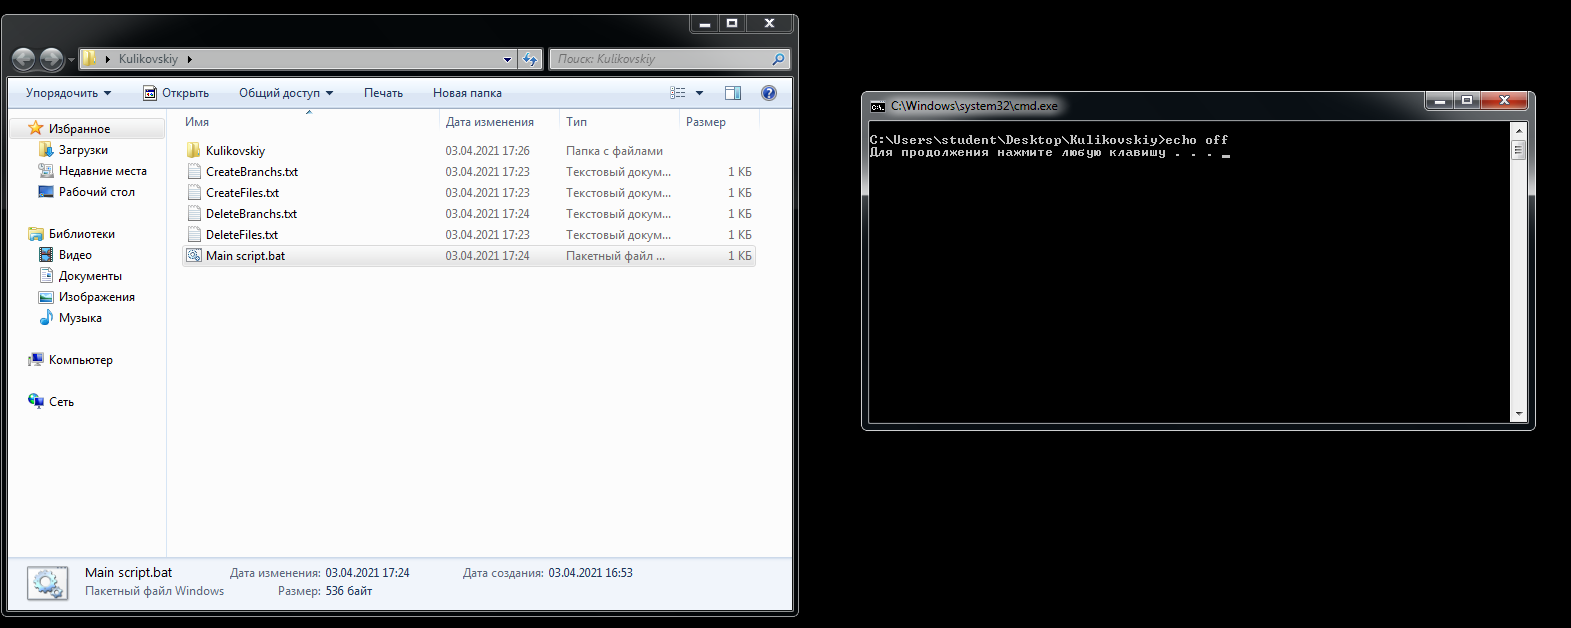 Kulikovskiy
Поиск: Kulikovskiy
Упорядочить Открыть Общий доступ Печать Новая папка
Избранное
Загрузки
Недавние места
Рабочий стол
Библиотеки
Видео
Документы
Изображения
Музыка
Компьютер
Сеть
Имя Дата изменения Тип Размер
Kulikovskiy 03.04.2021 17:26 Папка с файлами
CreateBranchs.txt 03.04.2021 17:23 Текстовый докум... 1 КБ
CreateFiles.txt 03.04.2021 17:23 Текстовый докум... 1 КБ
DeleteBranchs.txt 03.04.2021 17:24 Текстовый докум... 1 КБ
DeleteFiles.txt 03.04.2021 17:23 Текстовый докум... 1 КБ
Main script.bat 03.04.2021 17:24 Пакетный файл ... 1 КБ
Main script.bat Дата изменения: 03.04.2021 17:24 Дата создания: 03.04.2021 16:53
Пакетный файл Windows Размер: 536 байт
C:\Windows\system32\cmd.exe
C:\Users\student\Desktop\Kulikovskiy>echo off
Для продолжения нажмите любую клавишу . . . _